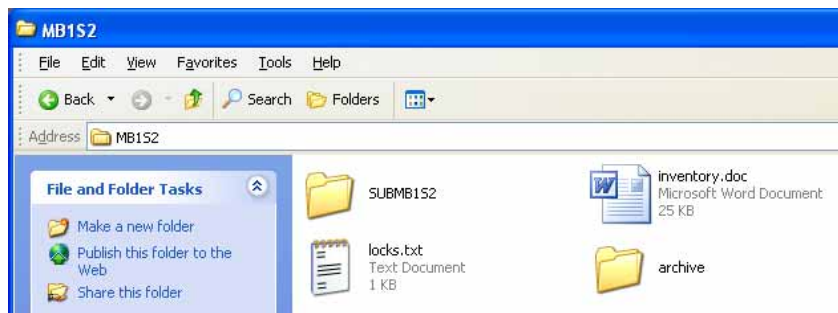 MB1S2
File Edit View Favorites Tools Help
Back Search Folders
Address MB1S2
File and Folder Tasks
Make a new folder
Publish this folder to the
Web
Share this folder
SUBMB1S2
inventory.doc
Microsoft Word Document
25 KB
locks.txt
Text Document
1 KB
archive